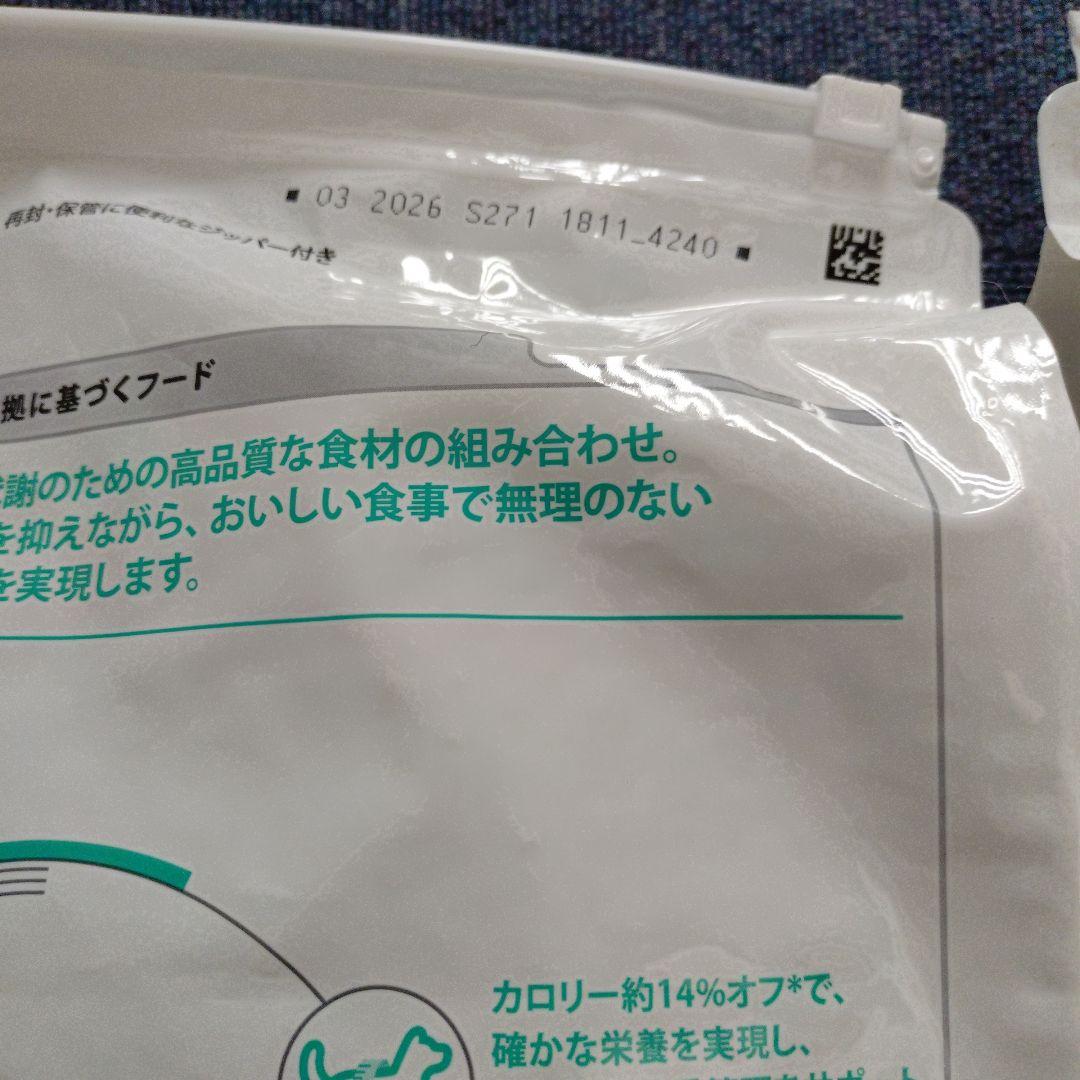 03 2026 S271 1811_4240
再封・保管に便利なジッパー付き
拠に基づくフード
謝のための高品質な食材の組み合わせ。
を抑えながら、おいしい食事で無理のない
を実現します。
カロリー約14%オフ*で、
確かな栄養を実現し、